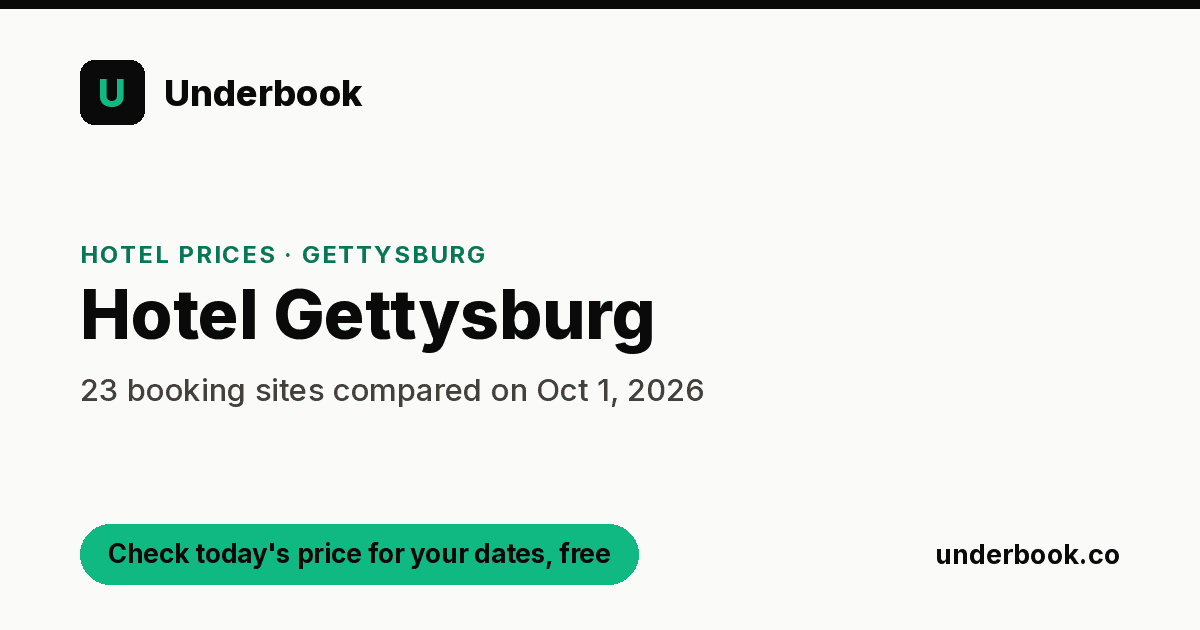 U Underbook
HOTEL PRICES · GETTYSBURG
Hotel Gettysburg
23 booking sites compared on Oct 1, 2026
Check today's price for your dates, free
underbook.co